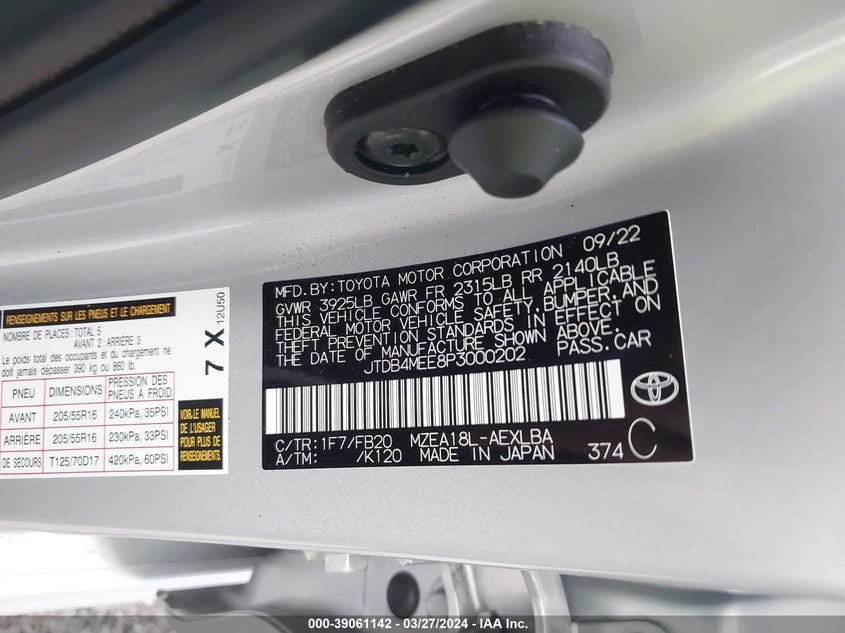 RENSEIGNEMENTS SUR LES PNEUS ET LE CHARGEMENT
NOMBRE DE PLACES: TOTAL 5
AVANT 2: ARRIÈRE 3
Le poids total des occupants et du chargement ne
doit jamais dépasser 390 kg ou 860 lb.
PNEU DIMENSIONS PRESSION DES PNEUS À FROID
AVANT 205/55R16 240kPa, 35PSI
ARRIÈRE 205/55R16 230kPa, 33PSI
DE SECOURS T125/70D17 420kPa, 60PSI
VOIR LE MANUEL
DE L'USAGER
POUR PLUS DE
RENSEIGNEMENTS
7 X
12U50
MFD.BY:TOYOTA MOTOR CORPORATION 09/22
GVWR 3925LB GAWR FR 2315LB RR 2140LB
THIS VEHICLE CONFORMS TO ALL APPLICABLE
FEDERAL MOTOR VEHICLE SAFETY,BUMPER,AND
THEFT PREVENTION STANDARDS IN EFFECT ON
THE DATE OF MANUFACTURE SHOWN ABOVE.
JTDB4MEE8P3000202 PASS.CAR
C/TR:1F7/FB20 MZEA18L-AEXLBA
A/TM: /K120 MADE IN JAPAN 374 C
000-39061142 - 03/27/2024 - IAA Inc.